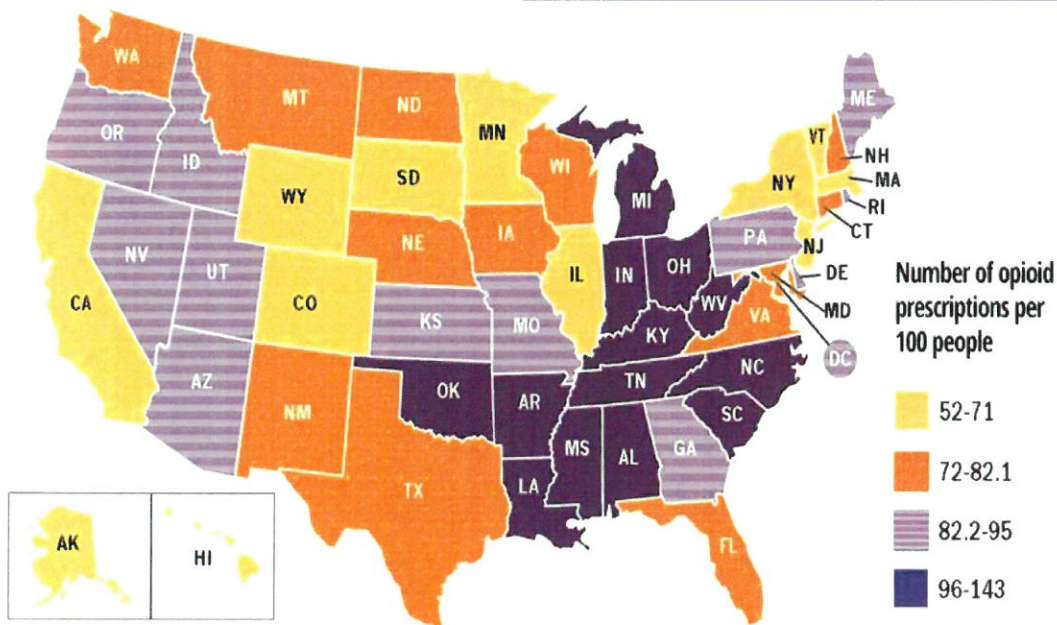 WA
MT
ND
MN
VT
ME
OR
ID
WY
SD
WI
NY
NH
MA
RI
CT
MI
NV
UT
CO
NE
IA
IL
IN
OH
PA
NJ
DE
MD
DC
CA
AZ
NM
KS
MO
KY
WV
VA
OK
AR
TN
NC
SC
TX
LA
MS
AL
GA
FL
AK
HI
Number of opioid
prescriptions per
100 people
52-71
72-82.1
82.2-95
96-143